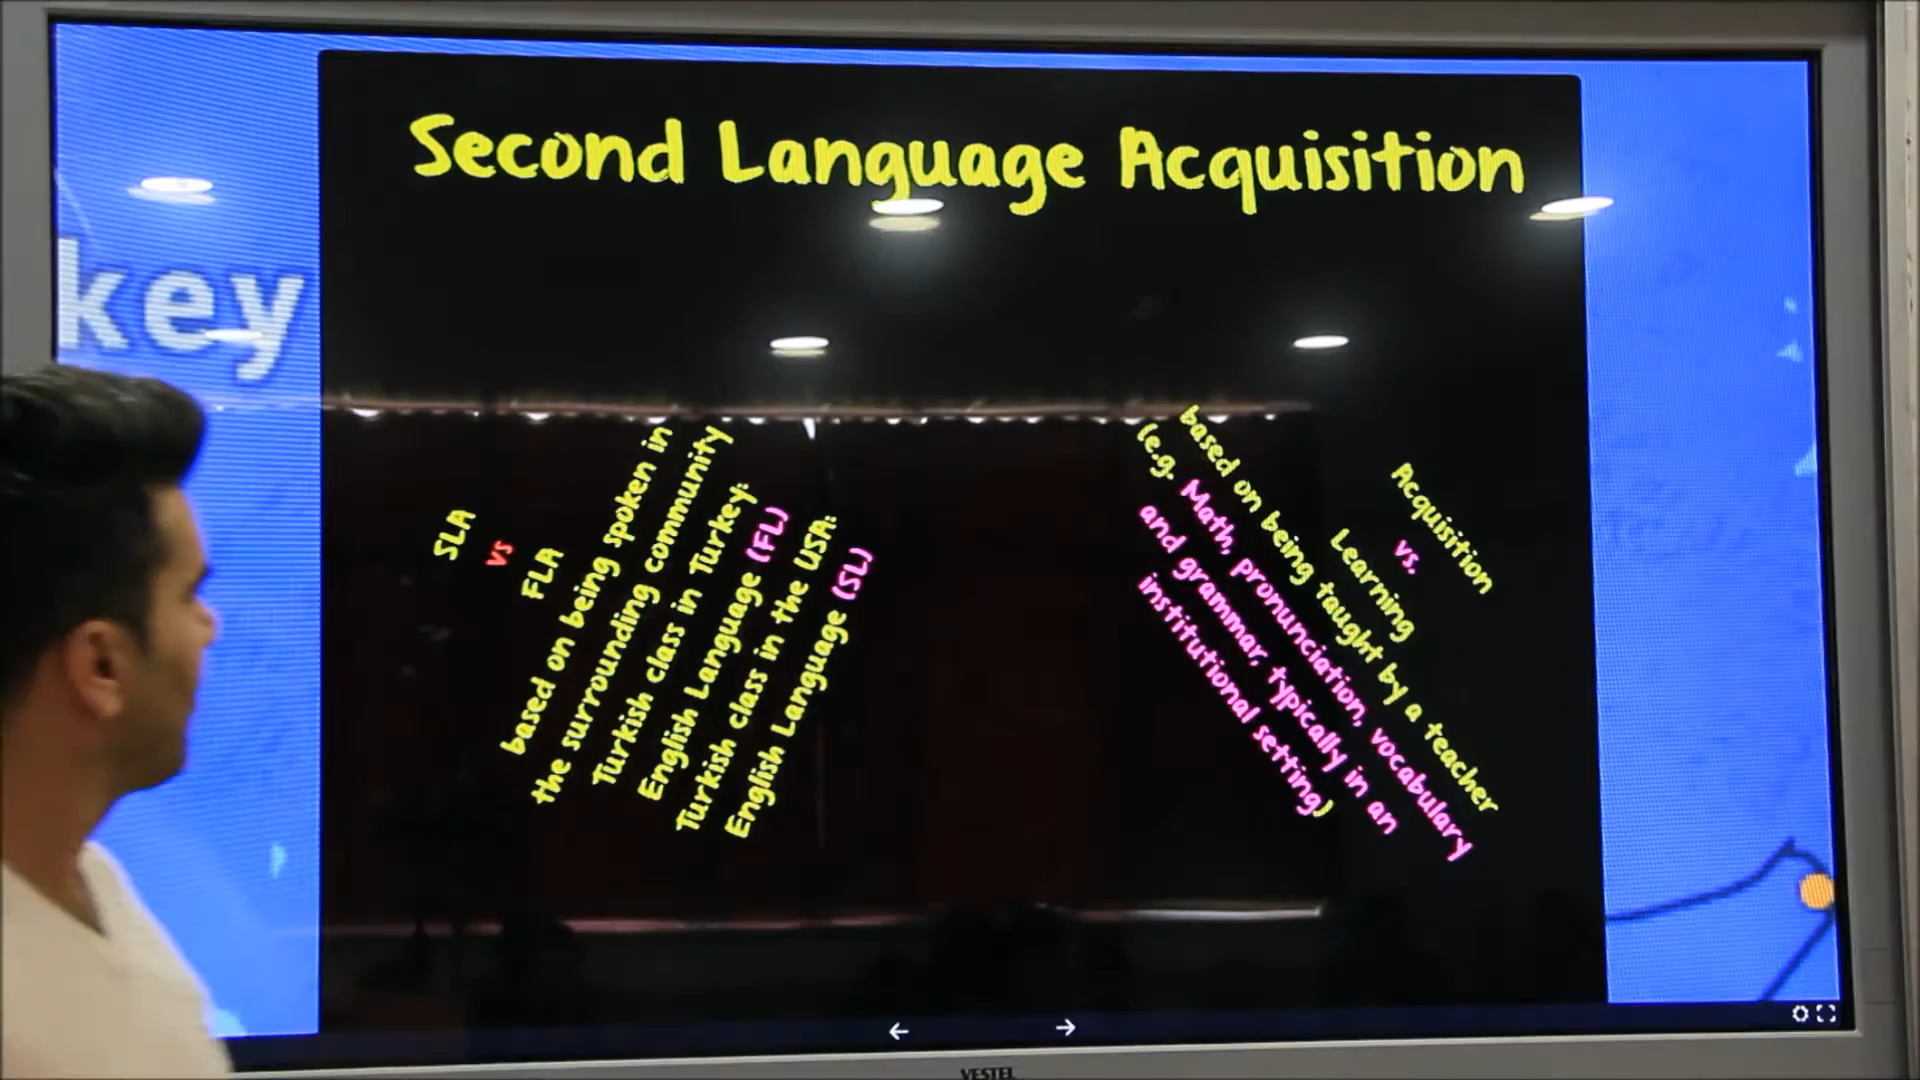 Second Language Acquisition
key
SLA
vs
FLA
based on being spoken in
the surrounding community
Turkish class in Turkey:
English Language (FL)
Turkish class in the USA:
English Language (SL)
Acquisition
vs.
Learning
based on being taught by a teacher
(e.g. Math, pronunciation, vocabulary
and grammar, typically in an
institutional setting)
VESTEL